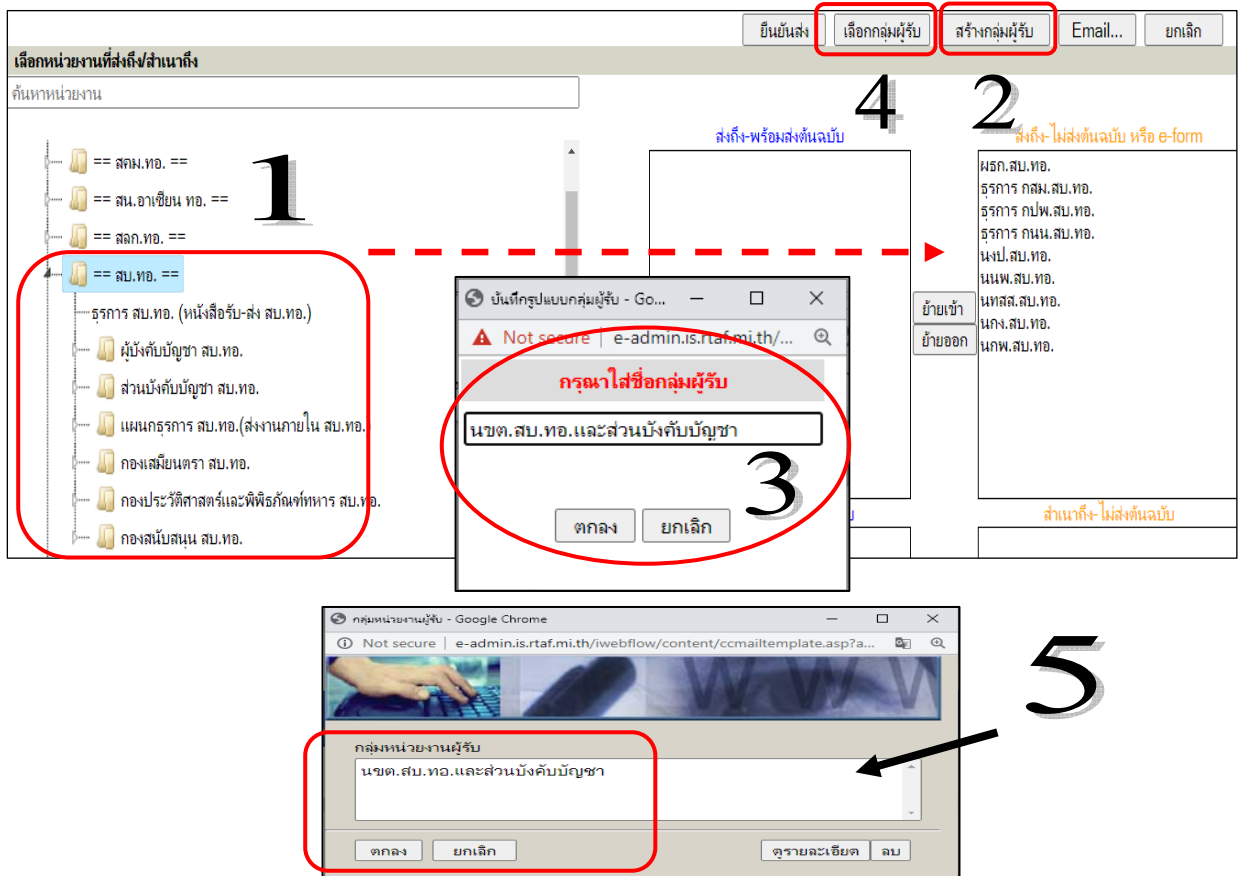 ยืนยันส่ง เลือกกลุ่มผู้รับ สร้างกลุ่มผู้รับ Email... ยกเลิก
เลือกหน่วยงานที่ส่งถึง/สำเนาถึง
ค้นหาหน่วยงาน
4 2
ส่งถึง-พร้อมส่งต้นฉบับ
ส่งถึง-ไม่ส่งต้นฉบับ หรือ e-form
1
== สคม.ทอ. ==
== สน.อาเซียน ทอ. ==
== สลก.ทอ. ==
== สบ.ทอ. ==
ธุรการ สบ.ทอ. (หนังสือรับ-ส่ง สบ.ทอ.)
ผู้บังคับบัญชา สบ.ทอ.
ส่วนบังคับบัญชา สบ.ทอ.
แผนกธุรการ สบ.ทอ.(ส่งงานภายใน สบ.ทอ.)
กองเสมียนตรา สบ.ทอ.
กองประวัติศาสตร์และพิพิธภัณฑ์ทหาร สบ.ทอ.
กองสนับสนุน สบ.ทอ.
ผธก.สบ.ทอ.
ธุรการ กสม.สบ.ทอ.
ธุรการ กปพ.สบ.ทอ.
ธุรการ กนน.สบ.ทอ.
นงป.สบ.ทอ.
นนพ.สบ.ทอ.
นทสส.สบ.ทอ.
นกง.สบ.ทอ.
นกพ.สบ.ทอ.
ย้ายเข้า
ย้ายออก
สำเนาถึง-ไม่ส่งต้นฉบับ
บันทึกรูปแบบกลุ่มผู้รับ - Go...
Not secure | e-admin.is.rtaf.mi.th/...
กรุณาใส่ชื่อกลุ่มผู้รับ
นขต.สบ.ทอ.และส่วนบังคับบัญชา
3
ตกลง ยกเลิก
กลุ่มหน่วยงานผู้รับ - Google Chrome
Not secure | e-admin.is.rtaf.mi.th/iwebflow/content/ccmailtemplate.asp?a...
WWW
5
กลุ่มหน่วยงานผู้รับ
นขต.สบ.ทอ.และส่วนบังคับบัญชา
ตกลง ยกเลิก ดูรายละเอียด ลบ